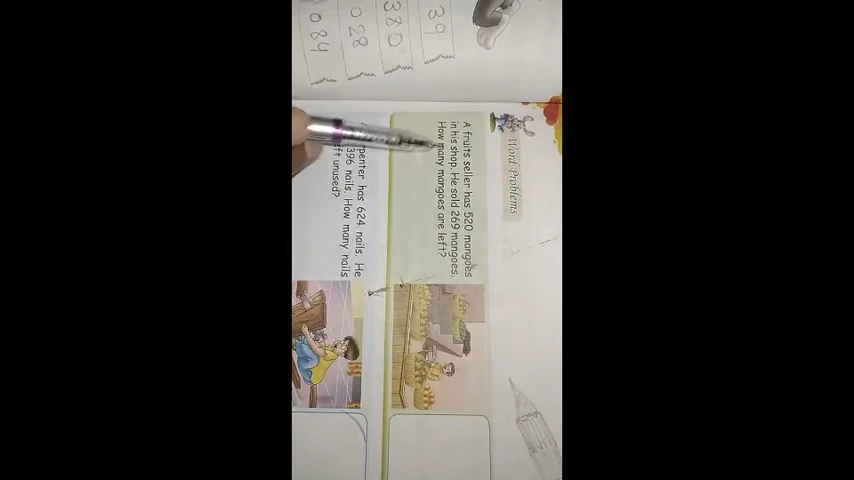 39
380
028
084
Word Problems
A fruits seller has 520 mangoes
in his shop. He sold 269 mangoes.
How many mangoes are left?
penter has 624 nails. He
396 nails. How many nails
ft unused?